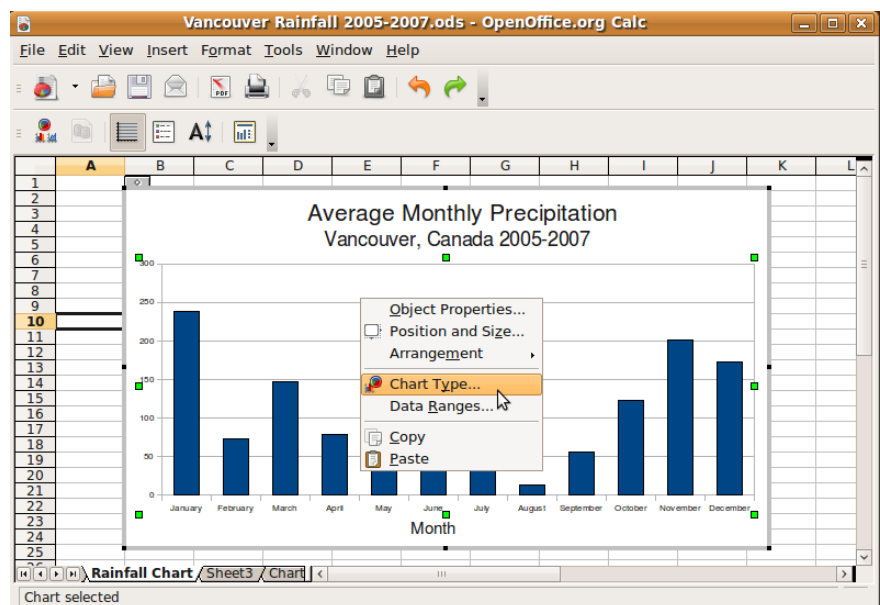 Vancouver Rainfall 2005-2007.ods - OpenOffice.org Calc
File Edit View Insert Format Tools Window Help
PDF
A B C D E F G H I J K L
1
2
3
4
5
6
7
8
9
10
11
12
13
14
15
16
17
18
19
20
21
22
23
24
25
Average Monthly Precipitation
Vancouver, Canada 2005-2007
300
250
200
150
100
50
0
January February March April May June July August September October November December
Month
Object Properties...
Position and Size...
Arrangement
Chart Type...
Data Ranges...
Copy
Paste
Rainfall Chart Sheet3 Chart
Chart selected